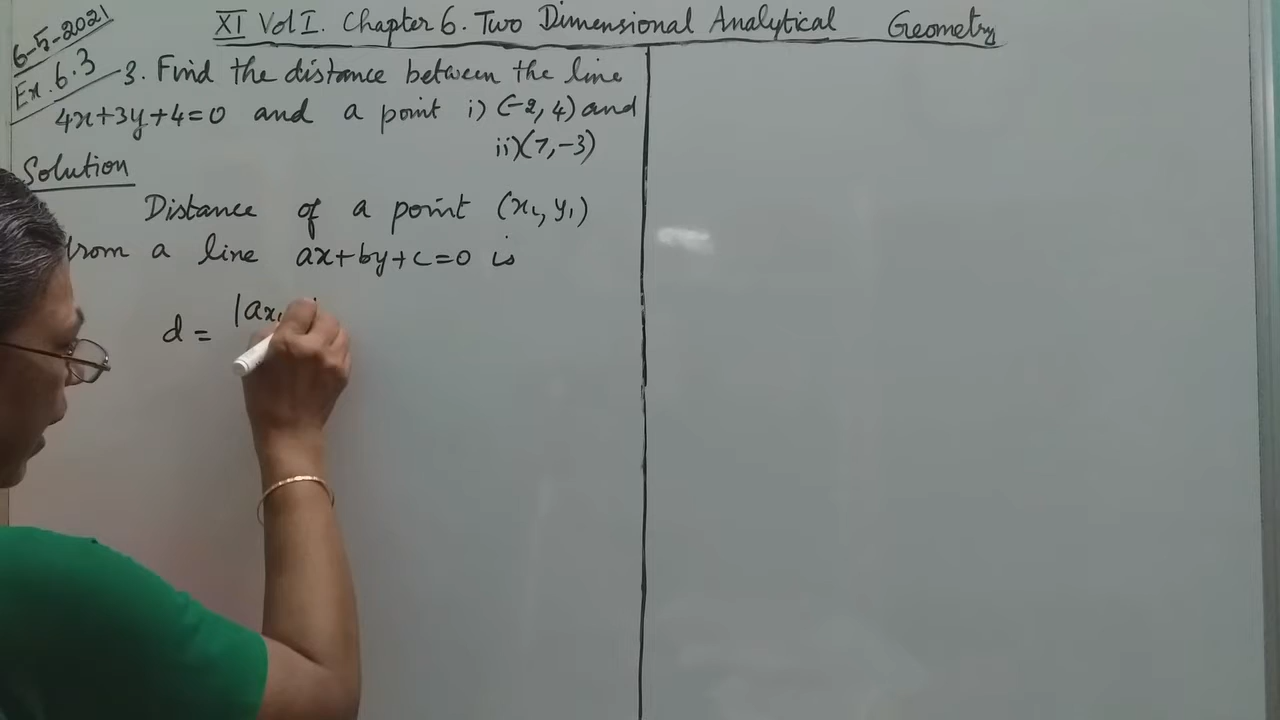 XI Vol I. Chapter 6. Two Dimensional Analytical Geometry
6-5-2021
Ex. 6.3
3. Find the distance between the line
4x+3y+4=0 and a point i) (-2, 4) and
ii) (7, -3)
Solution
Distance of a point (x₁, y₁)
from a line ax+by+c=0 is
d = |ax₁